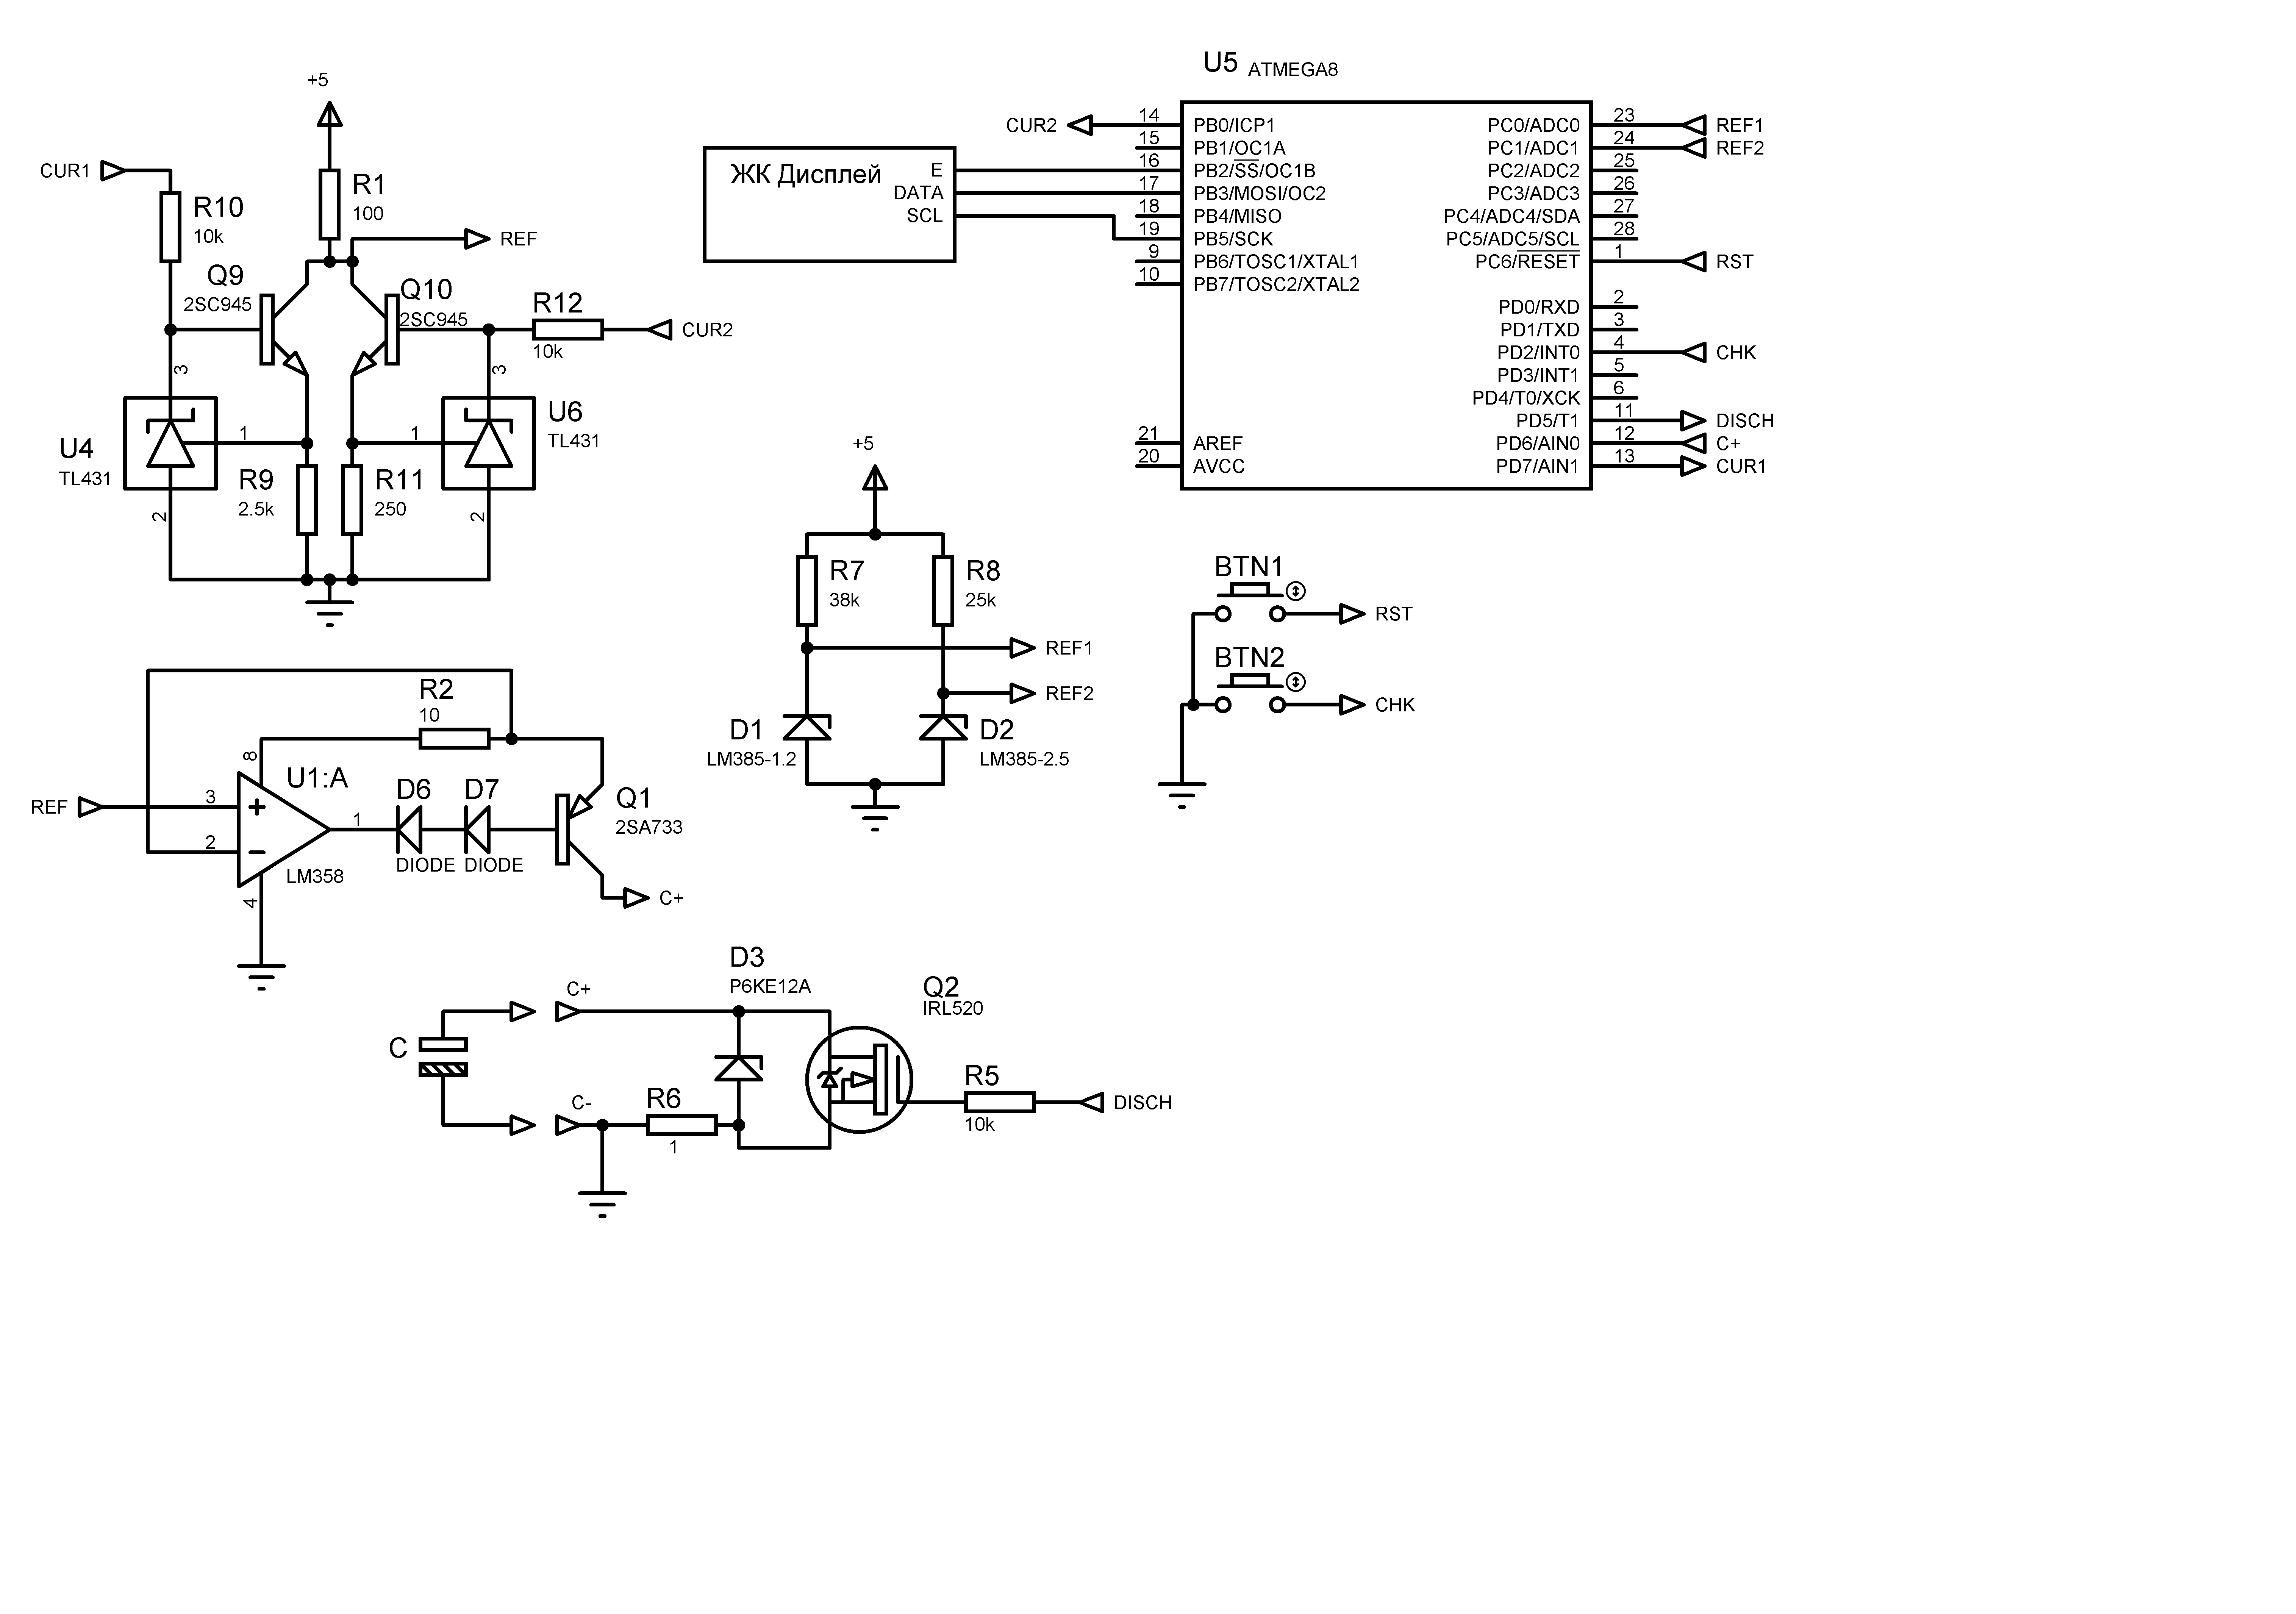 +5
CUR1
R10
10k
R1
100
REF
Q9
2SC945
Q10
2SC945
R12
10k
CUR2
3
3
U4
TL431
1
1
U6
TL431
R9
2.5k
R11
250
2
2
U5 ATMEGA8
CUR2
14 PB0/ICP1
15 PB1/OC1A
16 PB2/SS/OC1B
17 PB3/MOSI/OC2
18 PB4/MISO
19 PB5/SCK
9 PB6/TOSC1/XTAL1
10 PB7/TOSC2/XTAL2
21 AREF
20 AVCC
PC0/ADC0 23 REF1
PC1/ADC1 24 REF2
PC2/ADC2 25
PC3/ADC3 26
PC4/ADC4/SDA 27
PC5/ADC5/SCL 28
PC6/RESET 1 RST
PD0/RXD 2
PD1/TXD 3
PD2/INT0 4 CHK
PD3/INT1 5
PD4/T0/XCK 6
PD5/T1 11 DISCH
PD6/AIN0 12 C+
PD7/AIN1 13 CUR1
ЖК Дисплей
E
DATA
SCL
+5
R7
38k
R8
25k
REF1
REF2
D1
LM385-1.2
D2
LM385-2.5
BTN1
RST
BTN2
CHK
R2
10
8
U1:A
REF
3
2
1
LM358
4
D6
DIODE
D7
DIODE
Q1
2SA733
C+
D3
P6KE12A
Q2
IRL520
C
C+
C-
R6
1
R5
10k
DISCH